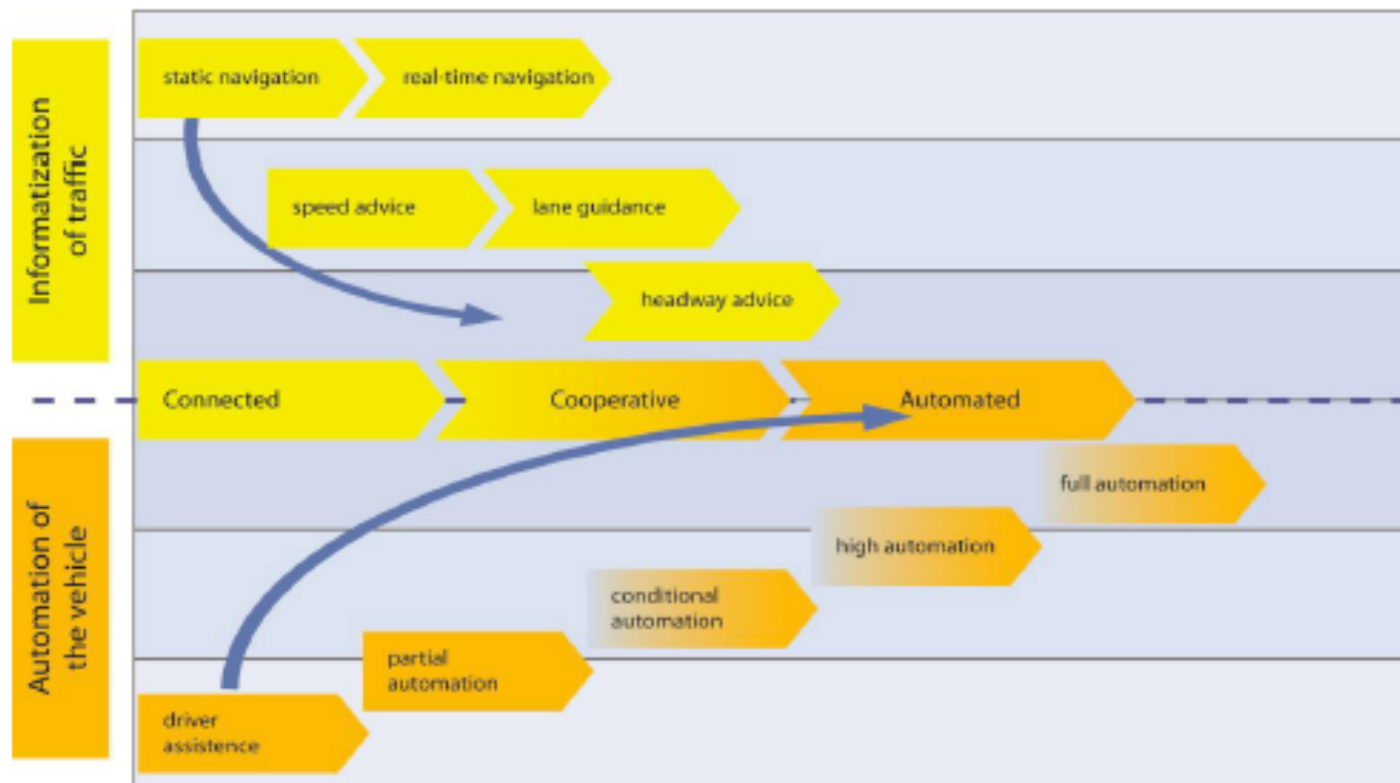 Informatization
of traffic
static navigation
real-time navigation
speed advice
lane guidance
headway advice
Connected
Cooperative
Automated
Automation of
the vehicle
full automation
high automation
conditional
automation
partial
automation
driver
assistence